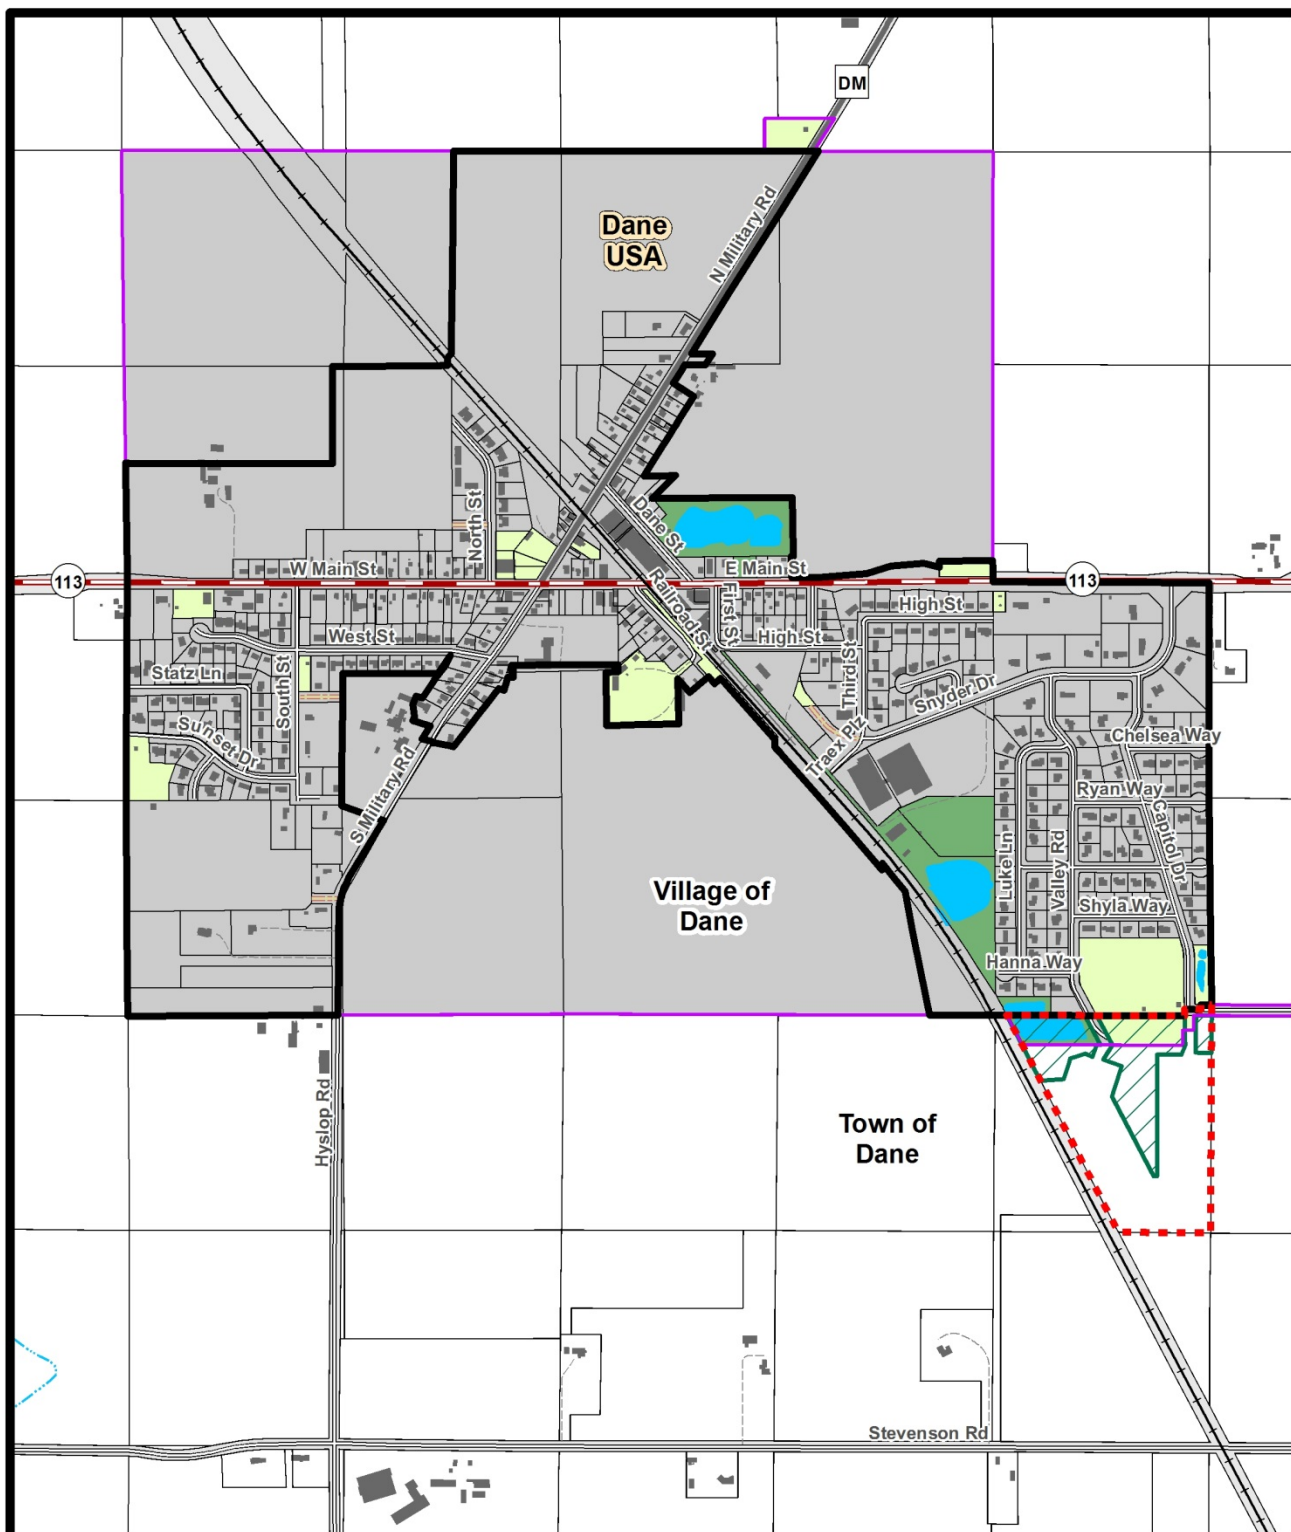 DM
Dane
USA
N Military Rd
North St
Dane St
W Main St
E Main St
113
113
Railroad St
First St
High St
High St
West St
Third St
Statz Ln
South St
Snyder Dr
Sunset Dr
Traex Plz
Chelsea Way
S Military Rd
Ryan Way
Capitol Dr
Luke Ln
Valley Rd
Village of
Dane
Shyla Way
Hanna Way
Hyslop Rd
Town of
Dane
Stevenson Rd